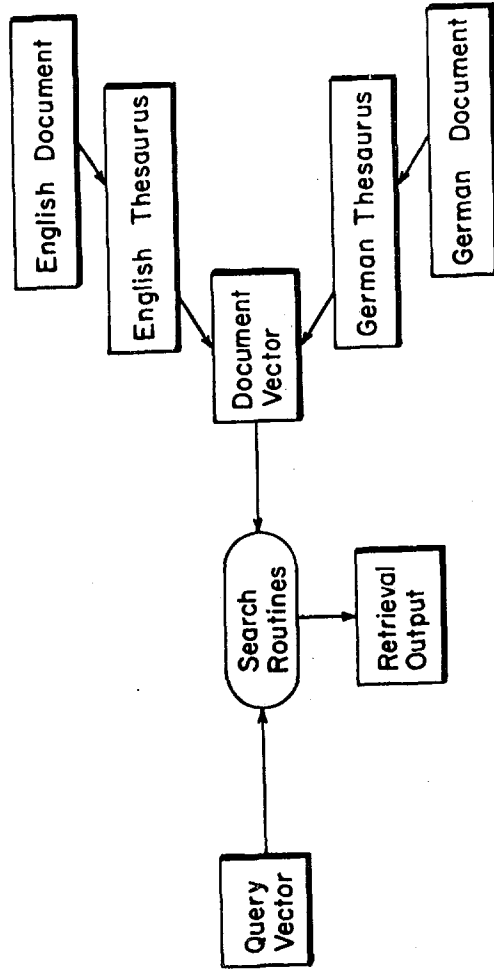 English Document
English Thesaurus
Query
Vector
Search
Routines
Document
Vector
Retrieval
Output
German Thesaurus
German Document